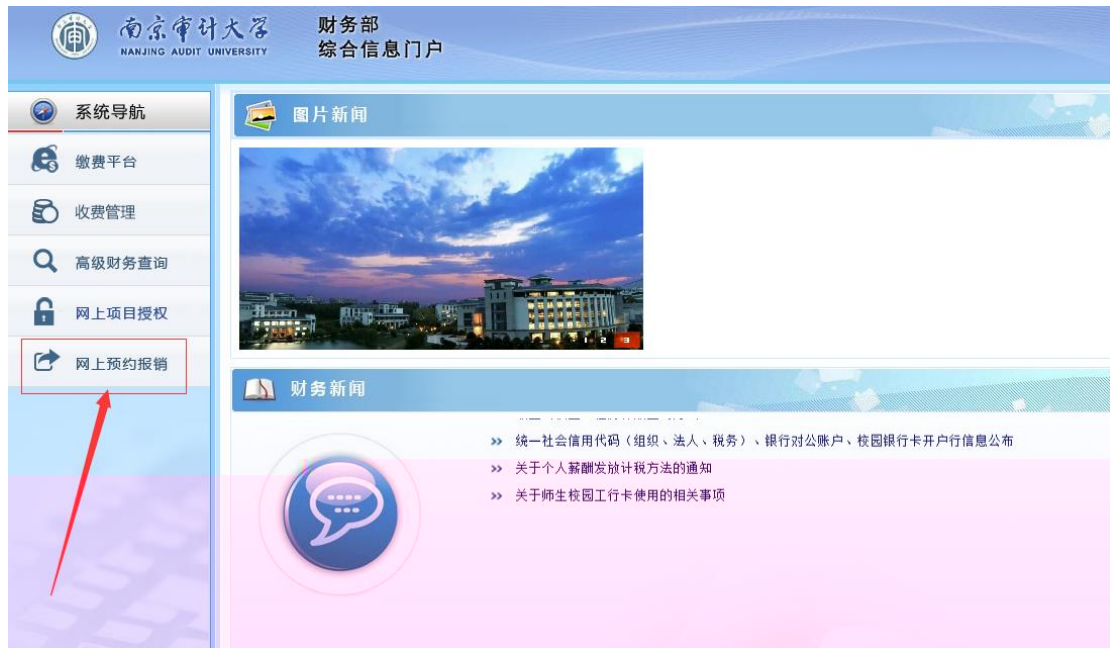 南京审计大学
NANJING AUDIT UNIVERSITY
财务部
综合信息门户
系统导航
缴费平台
收费管理
高级财务查询
网上项目授权
网上预约报销
图片新闻
1 2 3
财务新闻
>> 统一社会信用代码（组织、法人、税务）、银行对公账户、校园银行卡开户行信息公布
>> 关于个人薪酬发放计税方法的通知
>> 关于师生校园工行卡使用的相关事项